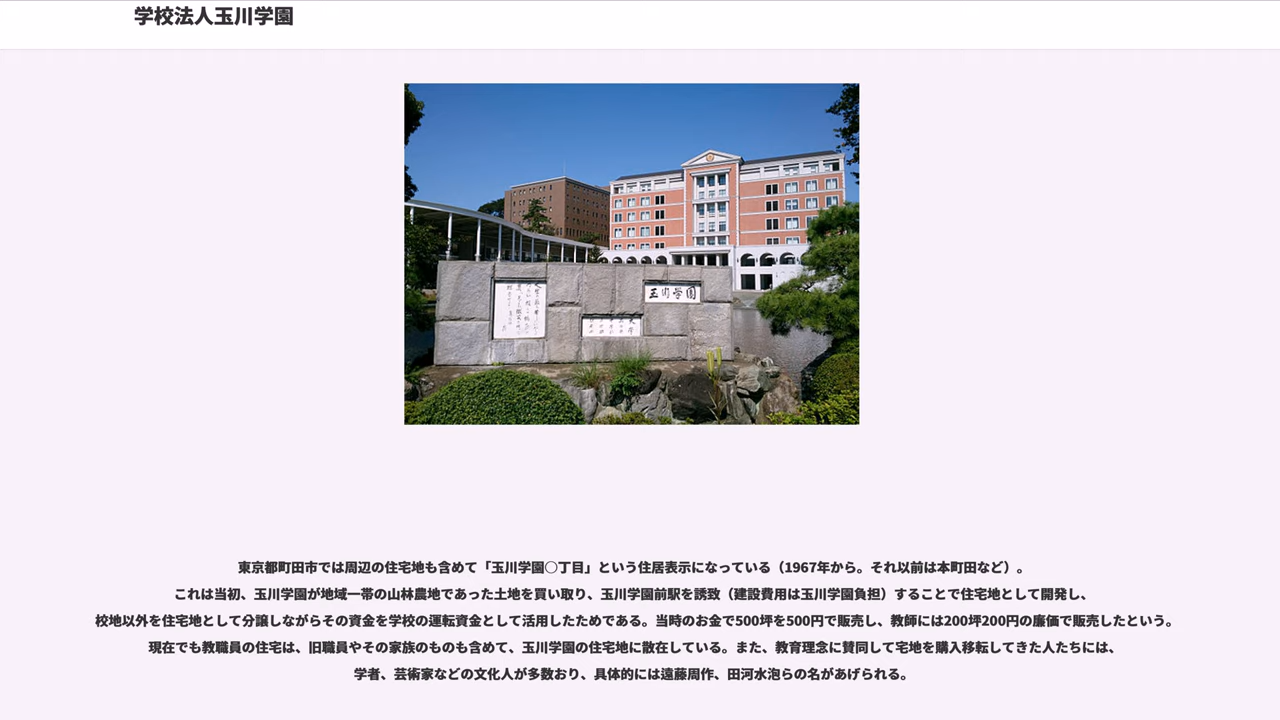 学校法人玉川学園
玉川学園
東京都町田市では周辺の住宅地も含めて「玉川学園〇丁目」という住居表示になっている（1967年から。それ以前は本町田など）。
これは当初、玉川学園が地域一帯の山林農地であった土地を買い取り、玉川学園前駅を誘致（建設費用は玉川学園負担）することで住宅地として開発し、
校地以外を住宅地として分譲しながらその資金を学校の運転資金として活用したためである。当時のお金で500坪を500円で販売し、教師には200坪200円の廉価で販売したという。
現在でも教職員の住宅は、旧職員やその家族のものも含めて、玉川学園の住宅地に散在している。また、教育理念に賛同して宅地を購入移転してきた人たちには、
学者、芸術家などの文化人が多数おり、具体的には遠藤周作、田河水泡らの名があげられる。